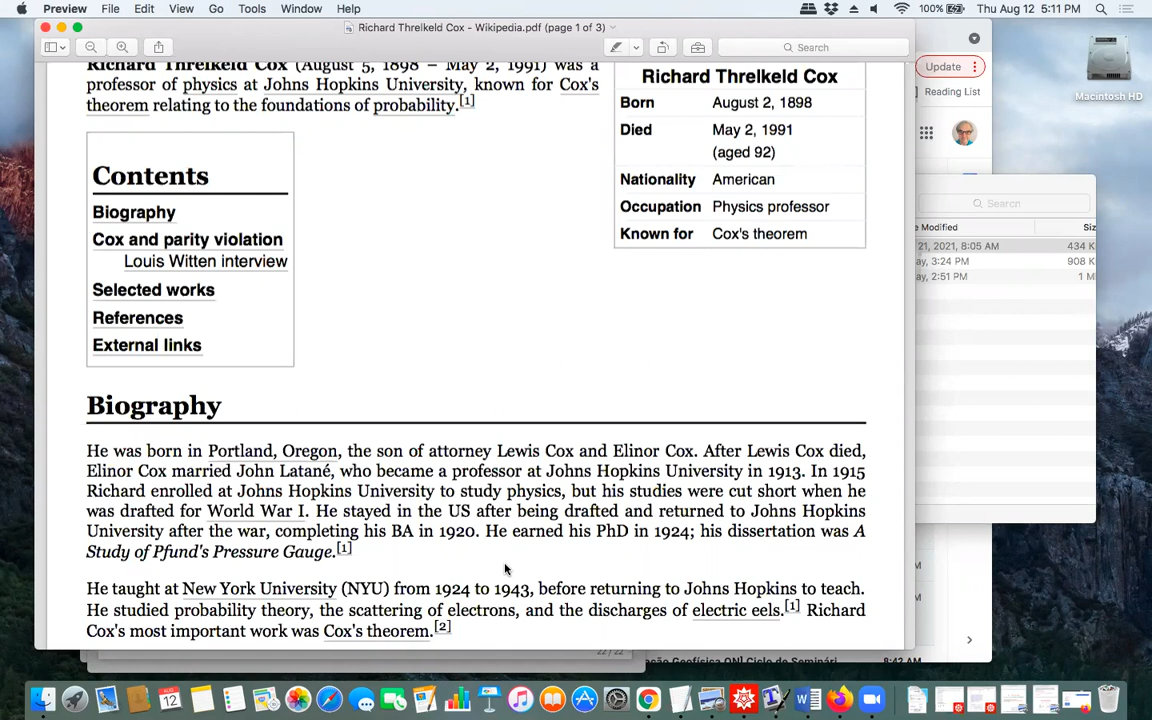 Preview File Edit View Go Tools Window Help
100% Thu Aug 12 5:11 PM
Richard Threlkeld Cox - Wikipedia.pdf (page 1 of 3)
Search
Update
Reading List
Macintosh HD
Richard Threlkeld Cox (August 5, 1898 – May 2, 1991) was a
professor of physics at Johns Hopkins University, known for Cox's
theorem relating to the foundations of probability.[1]
Richard Threlkeld Cox
Born August 2, 1898
Died May 2, 1991
(aged 92)
Nationality American
Occupation Physics professor
Known for Cox's theorem
Contents
Biography
Cox and parity violation
Louis Witten interview
Selected works
References
External links
Search
Modified Siz
21, 2021, 8:05 AM 434 K
ay, 3:24 PM 908 K
ay, 2:51 PM 1 M
Biography
He was born in Portland, Oregon, the son of attorney Lewis Cox and Elinor Cox. After Lewis Cox died,
Elinor Cox married John Latané, who became a professor at Johns Hopkins University in 1913. In 1915
Richard enrolled at Johns Hopkins University to study physics, but his studies were cut short when he
was drafted for World War I. He stayed in the US after being drafted and returned to Johns Hopkins
University after the war, completing his BA in 1920. He earned his PhD in 1924; his dissertation was A
Study of Pfund's Pressure Gauge.[1]
He taught at New York University (NYU) from 1924 to 1943, before returning to Johns Hopkins to teach.
He studied probability theory, the scattering of electrons, and the discharges of electric eels.[1] Richard
Cox's most important work was Cox's theorem.[2]
22 / 22
ação Geofísica ON] Ciclo de Seminári
8:42 AM
AUG
12